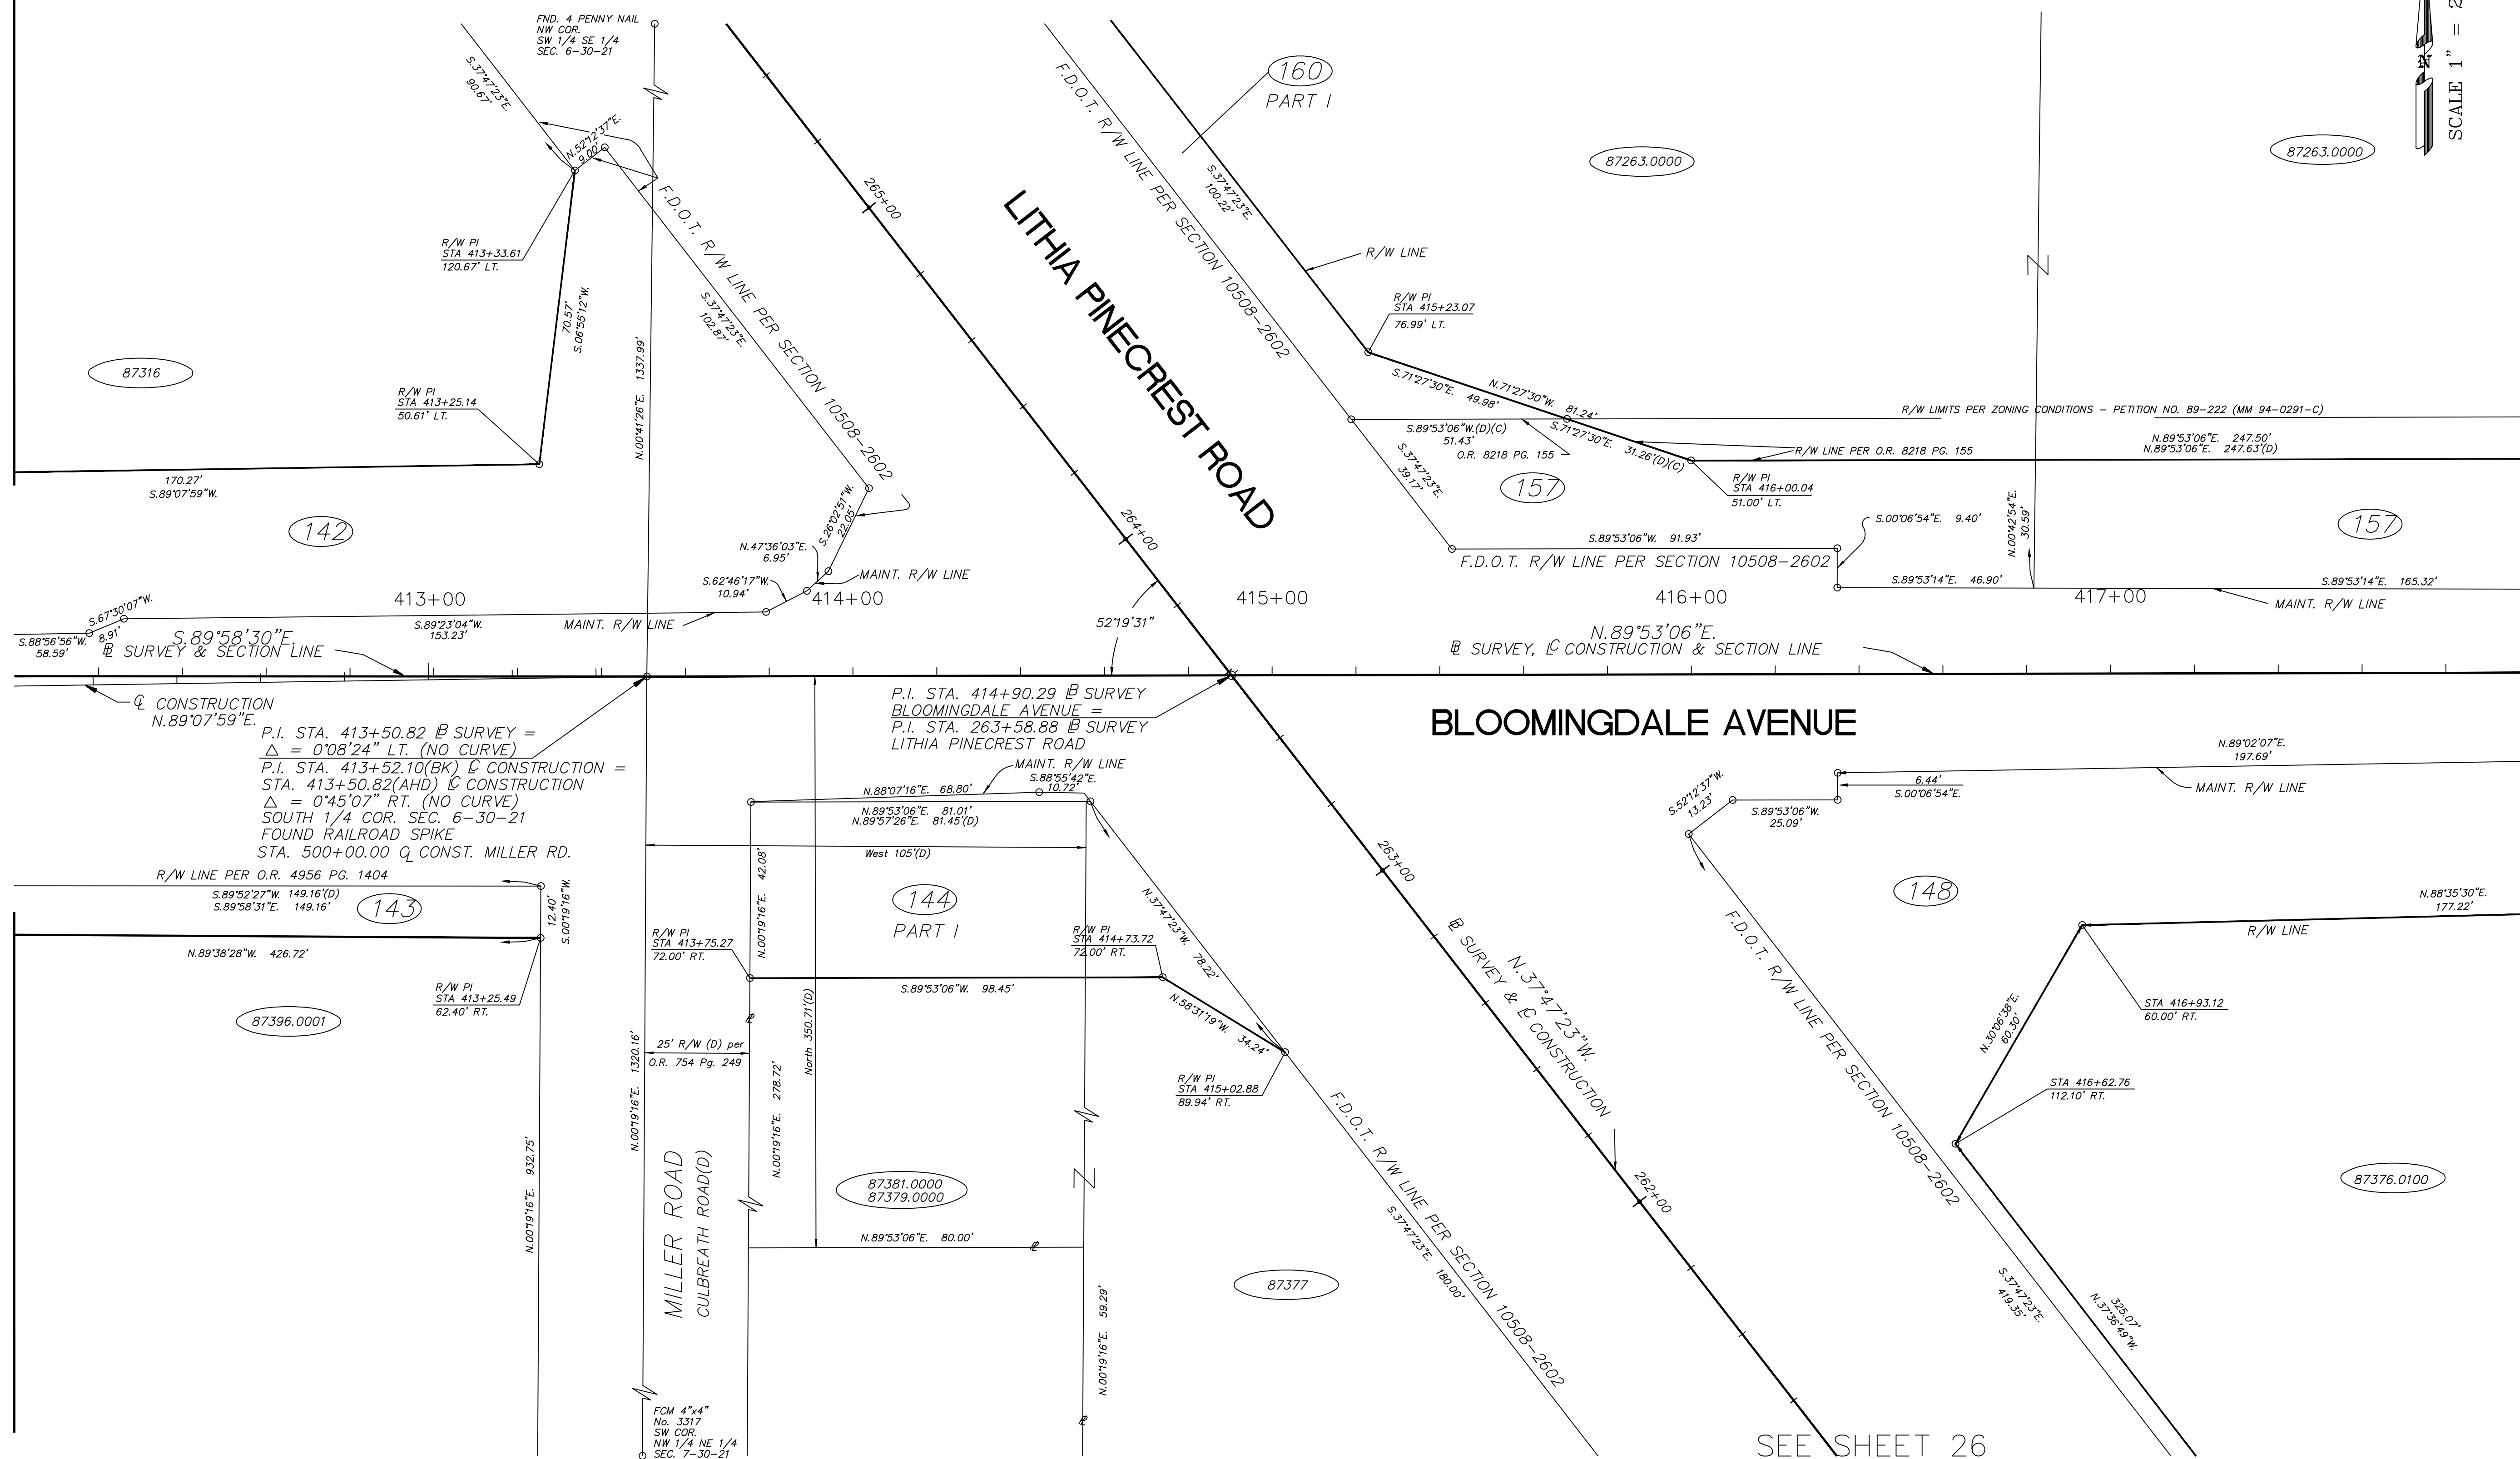 FND. 4 PENNY NAIL
NW COR.
SW 1/4 SE 1/4
SEC. 6-30-21
S.37°47'23"E.
90.67'
N.52°12'37"E.
9.00'
R/W PI
STA 413+33.61
120.67' LT.
70.57'
S.06°55'12"W.
87316
R/W PI
STA 413+25.14
50.61' LT.
170.27'
S.89°07'59"W.
142
N.00°41'26"E. 1337.99'
F.D.O.T. R/W LINE PER SECTION 10508-2602
S.37°47'23"E.
102.87'
S.26°02'51"W.
22.05'
N.47°36'03"E.
6.95'
S.62°46'17"W.
10.94'
MAINT. R/W LINE
413+00
414+00
S.67°30'07"W.
8.91'
S.88°56'56"W.
58.59'
S.89°23'04"W.
153.23'
MAINT. R/W LINE
S.89°58'30"E.
BL SURVEY & SECTION LINE
265+00
264+00
LITHIA PINECREST ROAD
52°19'31"
F.D.O.T. R/W LINE PER SECTION 10508-2602
160
PART I
S.37°47'23"E.
100.22'
R/W LINE
R/W PI
STA 415+23.07
76.99' LT.
87263.0000
87263.0000
SCALE 1" = 2
S.71°27'30"E. 49.98'
N.71°27'30"W. 81.24'
S.71°27'30"E. 31.26'(D)(C)
S.89°53'06"W.(D)(C)
51.43'
O.R. 8218 PG. 155
R/W LIMITS PER ZONING CONDITIONS - PETITION NO. 89-222 (MM 94-0291-C)
R/W LINE PER O.R. 8218 PG. 155
N.89°53'06"E. 247.50'
N.89°53'06"E. 247.63'(D)
S.37°47'23"E.
39.17'
157
R/W PI
STA 416+00.04
51.00' LT.
S.00°06'54"E. 9.40'
N.00°42'54"E.
30.59'
157
S.89°53'06"W. 91.93'
F.D.O.T. R/W LINE PER SECTION 10508-2602
S.89°53'14"E. 46.90'
S.89°53'14"E. 165.32'
MAINT. R/W LINE
415+00
416+00
417+00
N.89°53'06"E.
BL SURVEY, CL CONSTRUCTION & SECTION LINE
CL CONSTRUCTION
N.89°07'59"E.
P.I. STA. 413+50.82 BL SURVEY =
△ = 0°08'24" LT. (NO CURVE)
P.I. STA. 413+52.10(BK) CL CONSTRUCTION =
STA. 413+50.82(AHD) CL CONSTRUCTION
△ = 0°45'07" RT. (NO CURVE)
SOUTH 1/4 COR. SEC. 6-30-21
FOUND RAILROAD SPIKE
STA. 500+00.00 CL CONST. MILLER RD.
P.I. STA. 414+90.29 BL SURVEY
BLOOMINGDALE AVENUE =
P.I. STA. 263+58.88 BL SURVEY
LITHIA PINECREST ROAD
BLOOMINGDALE AVENUE
MAINT. R/W LINE
S.88°55'42"E.
10.72'
N.88°07'16"E. 68.80'
N.89°53'06"E. 81.01'
N.89°57'26"E. 81.45'(D)
West 105'(D)
R/W LINE PER O.R. 4956 PG. 1404
S.89°52'27"W. 149.16'(D)
S.89°58'31"E. 149.16'
143
12.40'
S.00°19'16"W.
N.89°38'28"W. 426.72'
R/W PI
STA 413+25.49
62.40' RT.
87396.0001
N.00°19'16"E. 932.75'
N.00°19'16"E. 1320.16'
MILLER ROAD
CULBREATH ROAD(D)
FCM 4"x4"
No. 3317
SW COR.
NW 1/4 NE 1/4
SEC. 7-30-21
R/W PI
STA 413+75.27
72.00' RT.
N.00°19'16"E. 42.08'
144
PART I
R/W PI
STA 414+73.72
72.00' RT.
S.89°53'06"W. 98.45'
25' R/W (D) per
O.R. 754 Pg. 249
N.00°19'16"E. 278.72'
North 350.71'(D)
PL
87381.0000
87379.0000
N.89°53'06"E. 80.00'
PL
N.00°19'16"E. 59.29'
PL
N.37°47'23"W. 78.22'
N.58°31'19"W. 34.24'
R/W PI
STA 415+02.88
89.94' RT.
87377
F.D.O.T. R/W LINE PER SECTION 10508-2602
S.37°47'23"E. 180.00'
263+00
262+00
BL SURVEY & CL CONSTRUCTION
N.37°47'23"W.
S.52°12'37"W.
13.23'
S.89°53'06"W.
25.09'
6.44'
S.00°06'54"E.
N.89°02'07"E.
197.69'
MAINT. R/W LINE
148
N.88°35'30"E.
177.22'
R/W LINE
F.D.O.T. R/W LINE PER SECTION 10508-2602
N.30°06'38"E.
60.30'
STA 416+93.12
60.00' RT.
STA 416+62.76
112.10' RT.
87376.0100
S.37°47'23"E.
419.35'
325.07'
N.37°36'49"W.
SEE SHEET 26